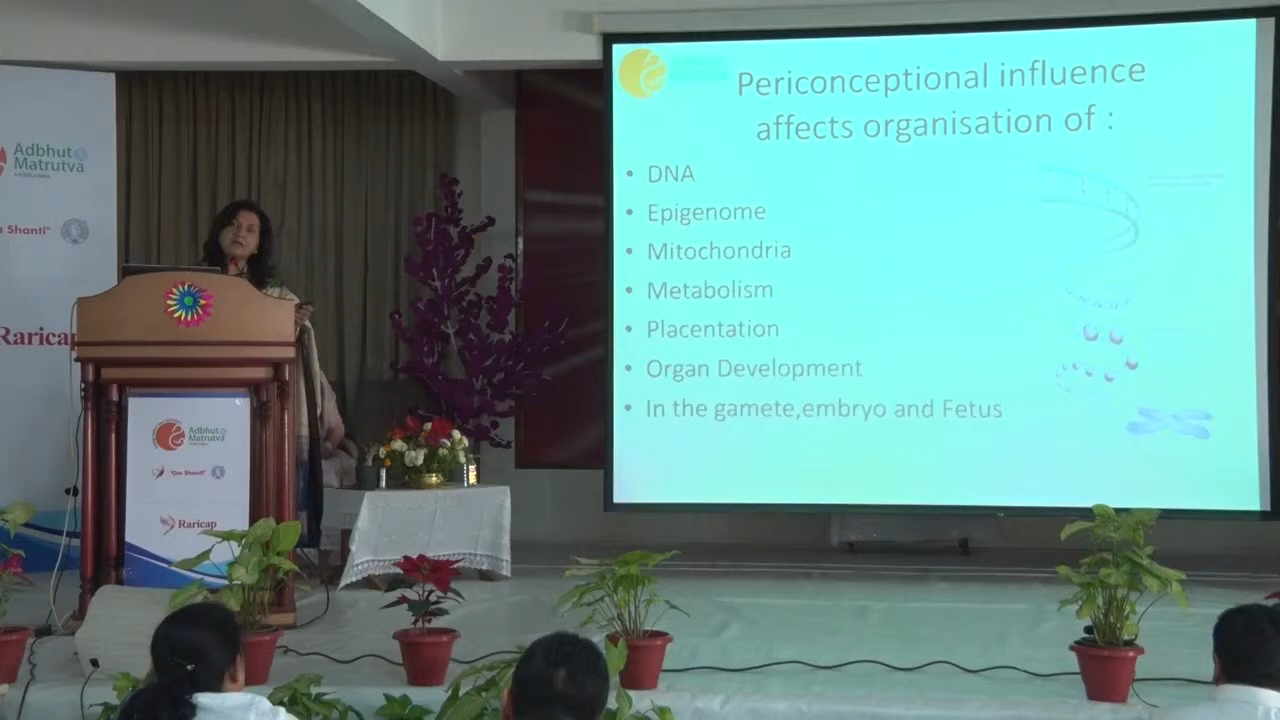 Adbhut
Matrutva
m Shanti"
Raricap
Adbhut
Matrutva
"Om Shanti"
Raricap
Periconceptional influence
affects organisation of :
• DNA
• Epigenome
• Mitochondria
• Metabolism
• Placentation
• Organ Development
• In the gamete,embryo and Fetus